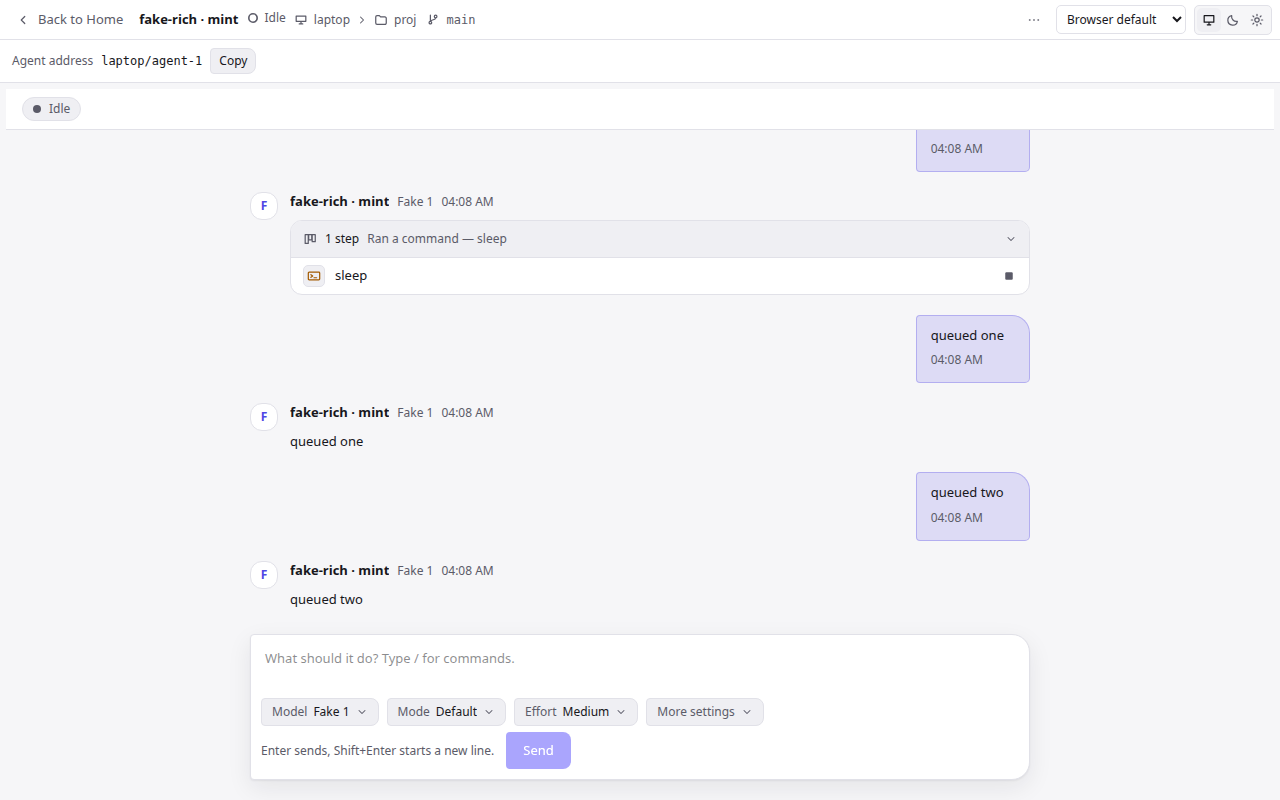 Back to Home fake-rich · mint Idle laptop proj main ... Browser default
Agent address laptop/agent-1 Copy
Idle
04:08 AM
F fake-rich · mint Fake 1 04:08 AM
1 step Ran a command — sleep
sleep
queued one
04:08 AM
F fake-rich · mint Fake 1 04:08 AM
queued one
queued two
04:08 AM
F fake-rich · mint Fake 1 04:08 AM
queued two
What should it do? Type / for commands.
Model Fake 1 Mode Default Effort Medium More settings
Enter sends, Shift+Enter starts a new line. Send